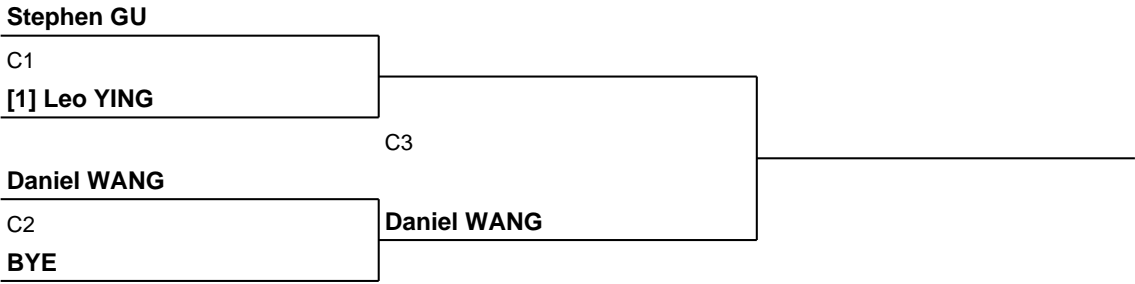 Stephen GU
C1
[1] Leo YING
C3
Daniel WANG
C2
Daniel WANG
BYE